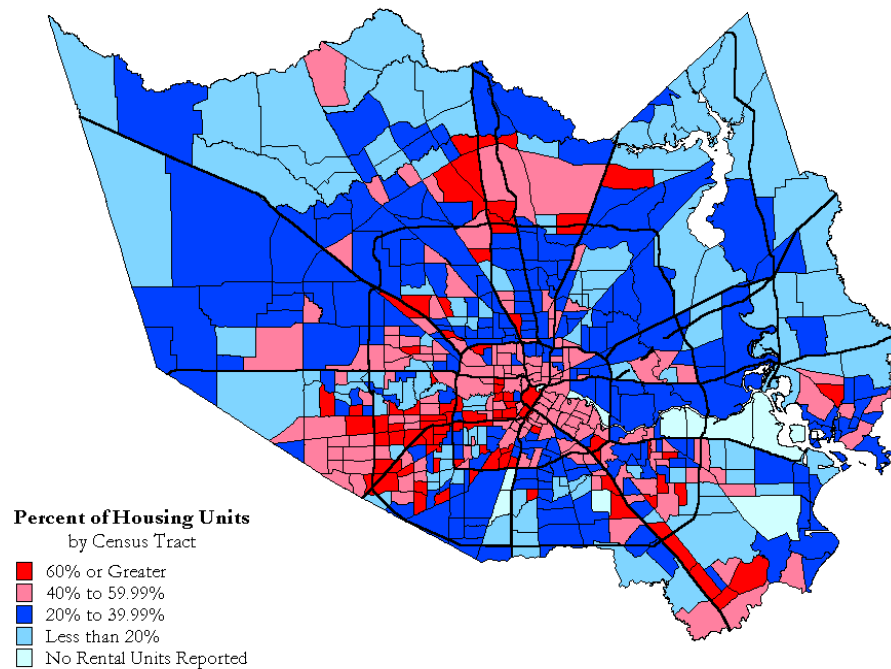 Percent of Housing Units
by Census Tract
60% or Greater
40% to 59.99%
20% to 39.99%
Less than 20%
No Rental Units Reported